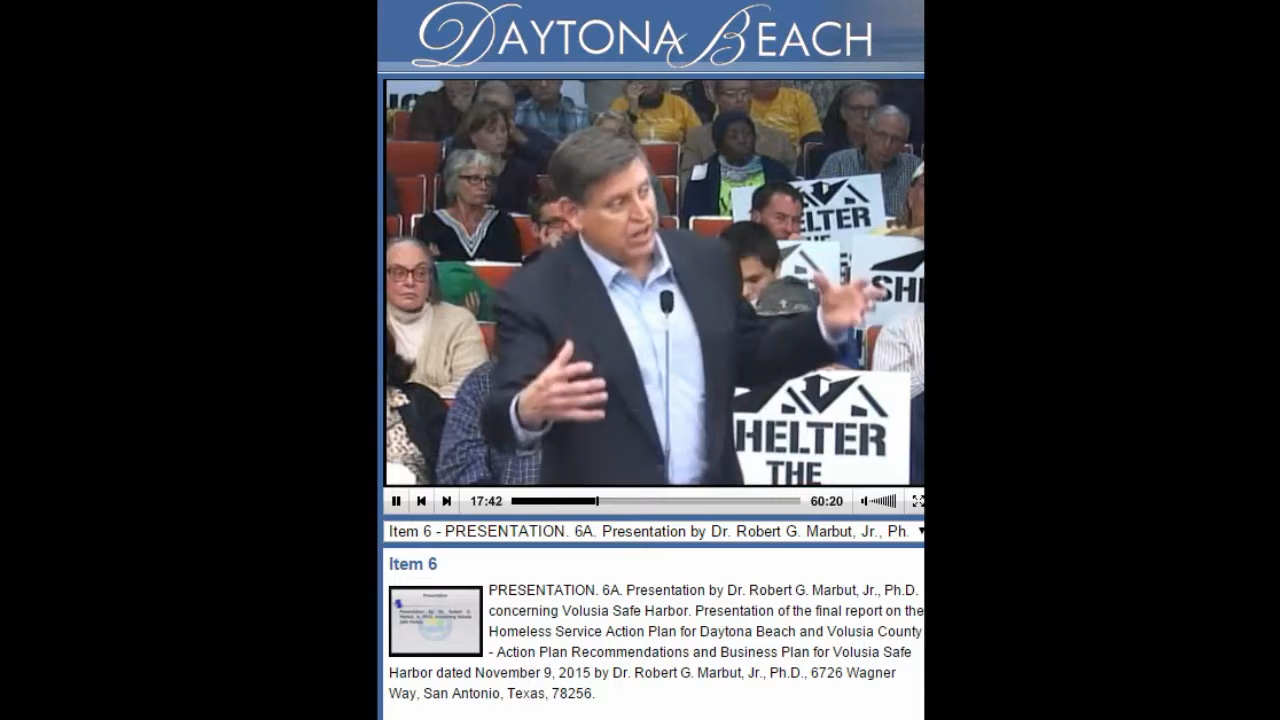 DAYTONA BEACH
ELTER
THE
SHE
HELTER
THE
17:42
60:20
Item 6 - PRESENTATION. 6A. Presentation by Dr. Robert G. Marbut, Jr., Ph.
Item 6
PRESENTATION. 6A. Presentation by Dr. Robert G. Marbut, Jr., Ph.D.
concerning Volusia Safe Harbor. Presentation of the final report on the
Homeless Service Action Plan for Daytona Beach and Volusia County
- Action Plan Recommendations and Business Plan for Volusia Safe
Harbor dated November 9, 2015 by Dr. Robert G. Marbut, Jr., Ph.D., 6726 Wagner
Way, San Antonio, Texas, 78256.